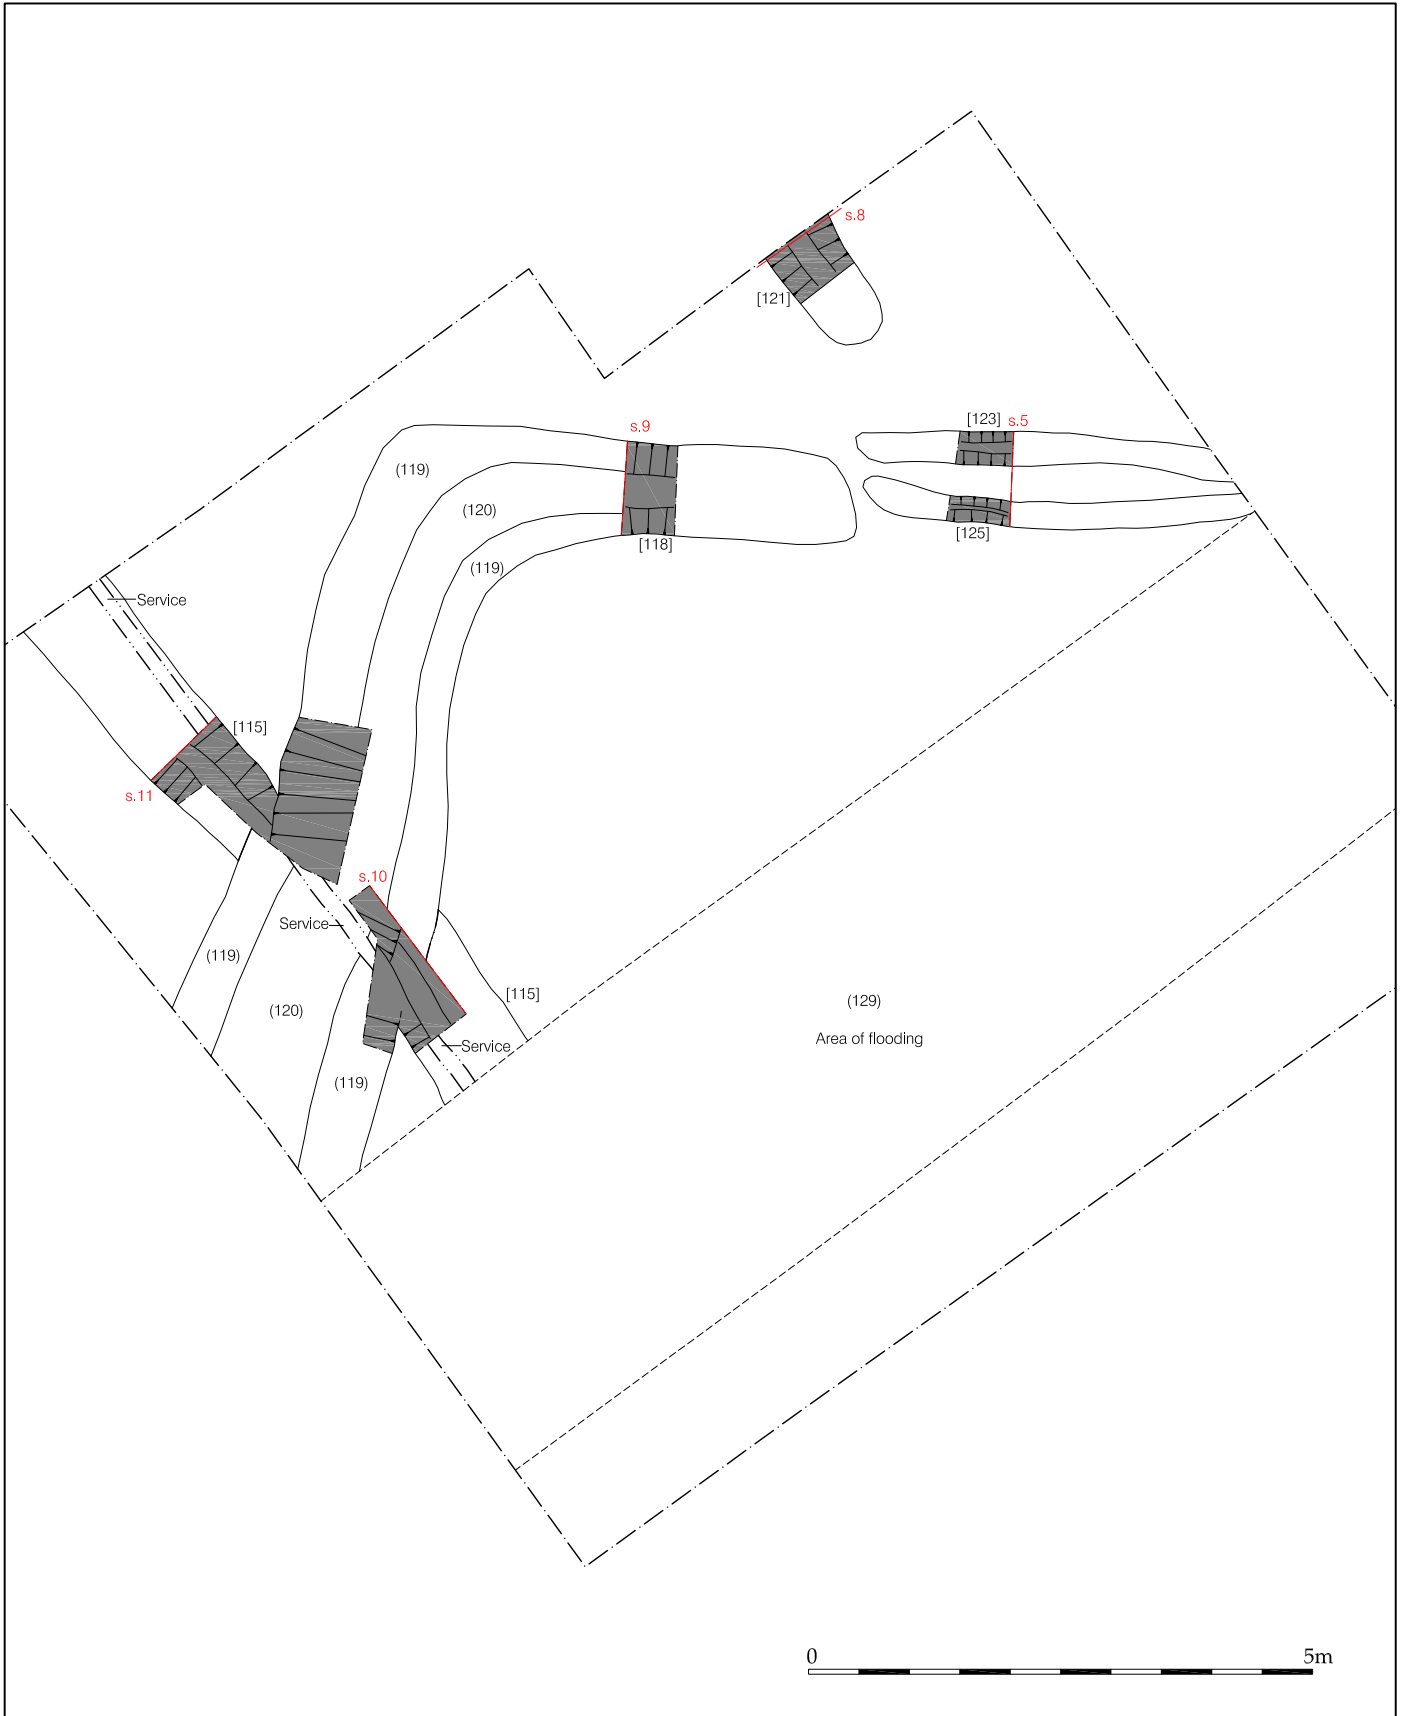 s.8
[121]
[123] s.5
s.9
(119)
(120)
[125]
[118]
(119)
Service
[115]
s.11
s.10
Service
(119)
[115]
(129)
(120)
Area of flooding
Service
(119)
0 5m